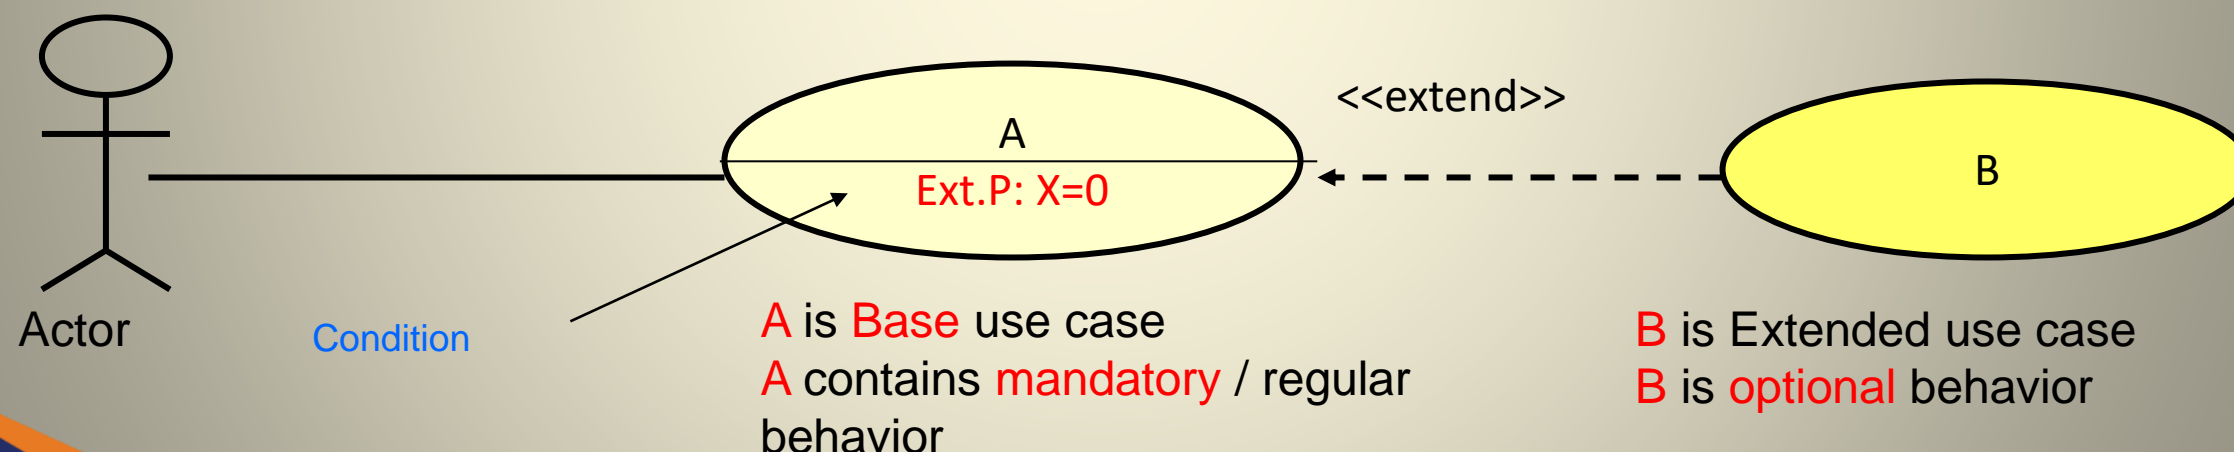 A
<<extend>>
Ext.P: X=0
B
Actor
Condition
A is Base use case
A contains mandatory / regular
behavior
B is Extended use case
B is optional behavior